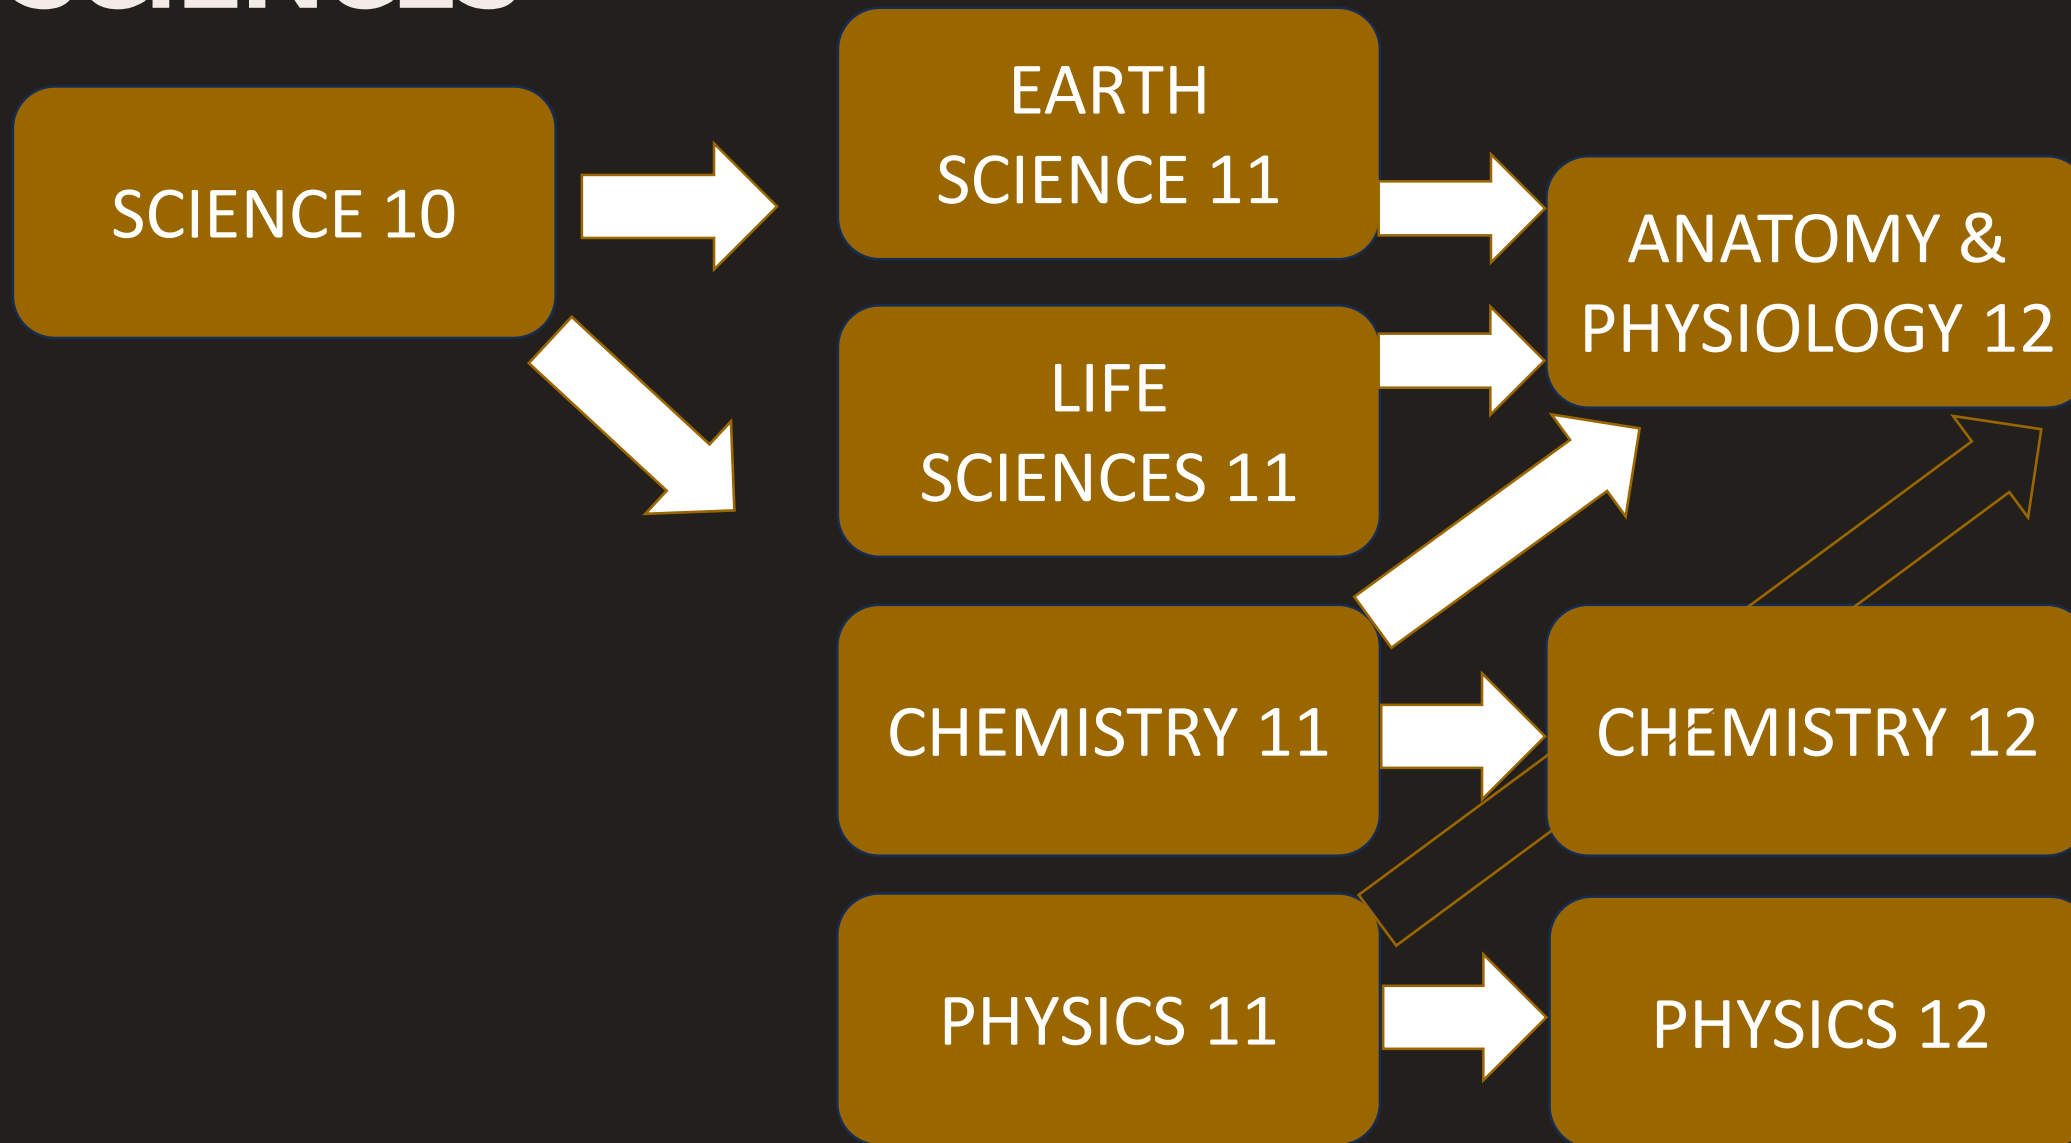 SCIENCES
SCIENCE 10
EARTH
SCIENCE 11
LIFE
SCIENCES 11
CHEMISTRY 11
PHYSICS 11
ANATOMY &
PHYSIOLOGY 12
CHEMISTRY 12
PHYSICS 12